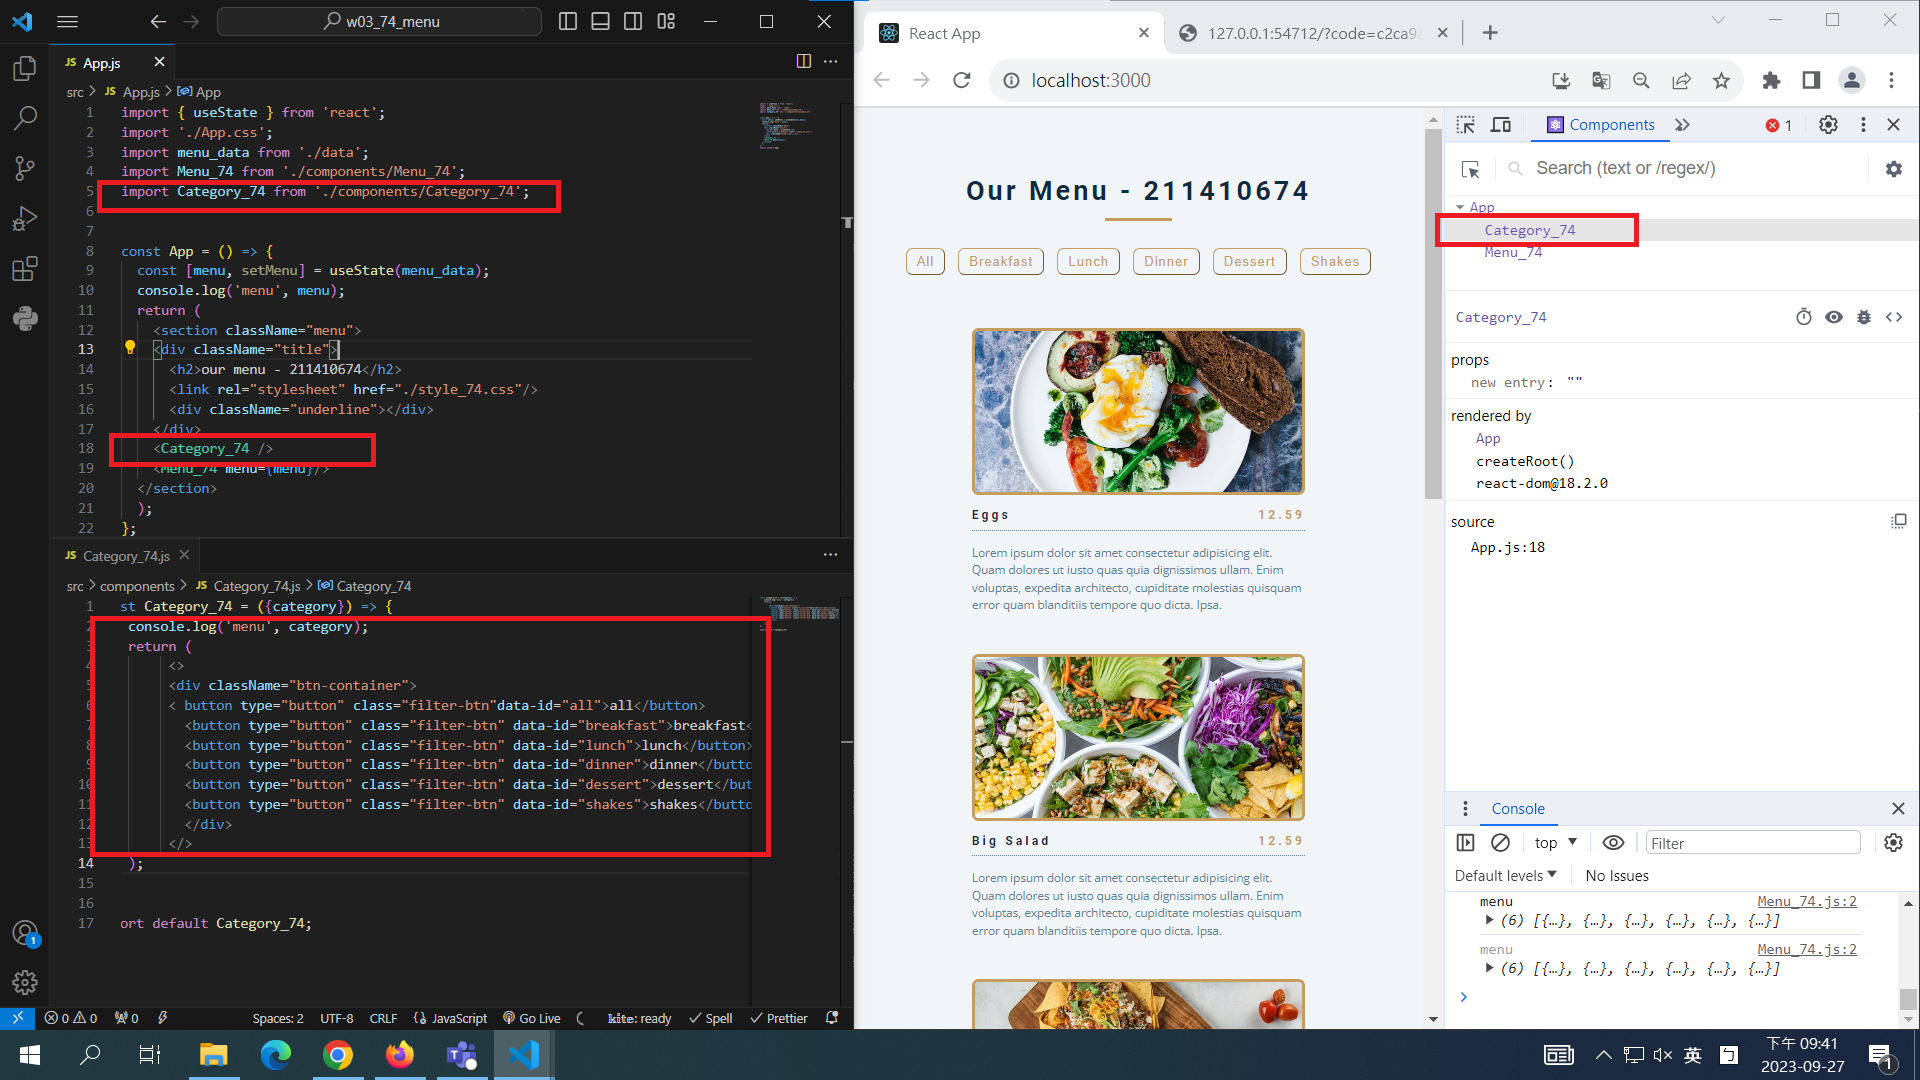 w03_74_menu
JS App.js
src > JS App.js > App
1 import { useState } from 'react';
2 import './App.css';
3 import menu_data from './data';
4 import Menu_74 from './components/Menu_74';
5 import Category_74 from './components/Category_74';
6
7
8 const App = () => {
9 const [menu, setMenu] = useState(menu_data);
10 console.log('menu', menu);
11 return (
12 <section className="menu">
13 <div className="title">
14 <h2>our menu - 211410674</h2>
15 <link rel="stylesheet" href="./style_74.css"/>
16 <div className="underline"></div>
17 </div>
18 <Category_74 />
19 <Menu_74 menu={menu}/>
20 </section>
21 );
22 };
JS Category_74.js
src > components > JS Category_74.js > Category_74
1 st Category_74 = ({category}) => {
console.log('menu', category);
return (
<>
<div className="btn-container">
< button type="button" class="filter-btn"data-id="all">all</button>
<button type="button" class="filter-btn" data-id="breakfast">breakfast<
<button type="button" class="filter-btn" data-id="lunch">lunch</button>
<button type="button" class="filter-btn" data-id="dinner">dinner</butto
10 <button type="button" class="filter-btn" data-id="dessert">dessert</but
11 <button type="button" class="filter-btn" data-id="shakes">shakes</butto
12 </div>
13 </>
14 );
15
16
17 ort default Category_74;
1
0 0 0 Spaces: 2 UTF-8 CRLF {} JavaScript Go Live kite: ready Spell Prettier
React App
127.0.0.1:54712/?code=c2ca9
localhost:3000
Our Menu - 211410674
All Breakfast Lunch Dinner Dessert Shakes
Eggs 12.59
Lorem ipsum dolor sit amet consectetur adipisicing elit.
Quam dolores ut iusto quas quia dignissimos ullam. Enim
voluptas, expedita architecto, cupiditate molestias quisquam
error quam blanditiis tempore quo dicta. Ipsa.
Big Salad 12.59
Lorem ipsum dolor sit amet consectetur adipisicing elit.
Quam dolores ut iusto quas quia dignissimos ullam. Enim
voluptas, expedita architecto, cupiditate molestias quisquam
error quam blanditiis tempore quo dicta. Ipsa.
Components 1
Search (text or /regex/)
App
Category_74
Menu_74
Category_74
props
new entry: ""
rendered by
App
createRoot()
react-dom@18.2.0
source
App.js:18
Console
top Filter
Default levels No Issues
menu Menu_74.js:2
(6) [{…}, {…}, {…}, {…}, {…}, {…}]
menu Menu_74.js:2
(6) [{…}, {…}, {…}, {…}, {…}, {…}]
英 ㄅ
下午 09:41
2023-09-27
1